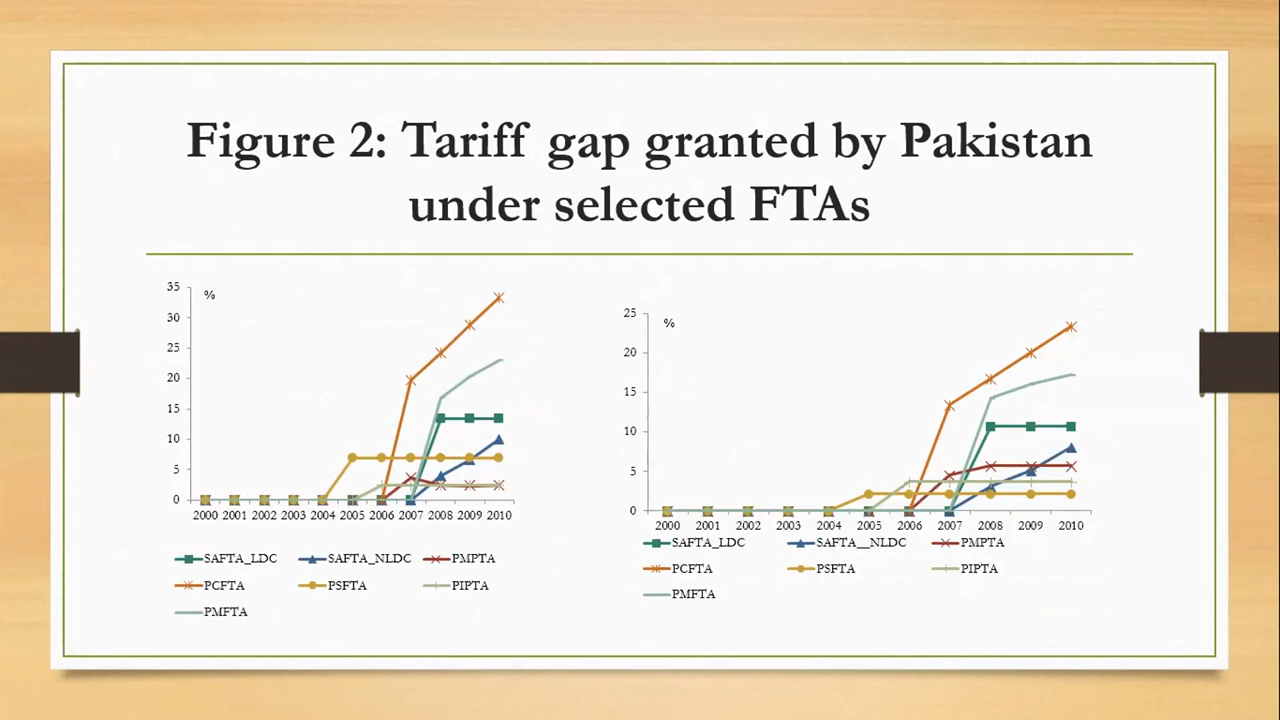 Figure 2: Tariff gap granted by Pakistan
under selected FTAs
%
35
30
25
20
15
10
5
0
2000 2001 2002 2003 2004 2005 2006 2007 2008 2009 2010
SAFTA_LDC SAFTA_NLDC PMPTA
PCFTA PSFTA PIPTA
PMFTA
%
25
20
15
10
5
0
2000 2001 2002 2003 2004 2005 2006 2007 2008 2009 2010
SAFTA_LDC SAFTA__NLDC PMPTA
PCFTA PSFTA PIPTA
PMFTA